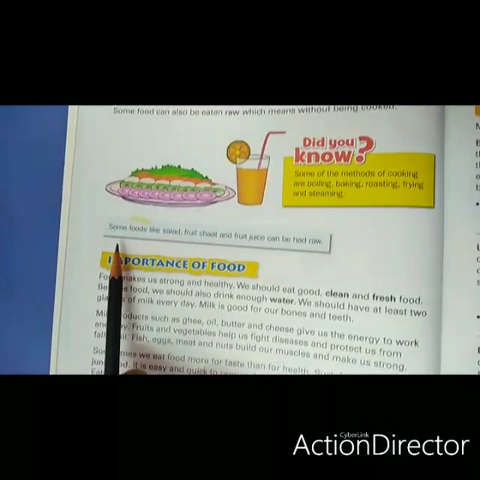 Some food can also be eaten raw which means without being cooked.
Did you
know?
Some of the methods of cooking
are boiling, baking, roasting, frying
and steaming.
Some foods like salad, fruit chaat and fruit juice can be had raw.
IMPORTANCE OF FOOD
Food makes us strong and healthy. We should eat good, clean and fresh food.
food, we should also drink enough water. We should have at least two
of milk every day. Milk is good for our bones and teeth.
products such as ghee, oil, butter and cheese give us the energy to work
Fruits and vegetables help us fight diseases and protect us from
Fish, eggs, meat and nuts build our muscles and make us strong.
we eat food more for taste than for health.
It is easy and quick to
CyberLink
ActionDirector